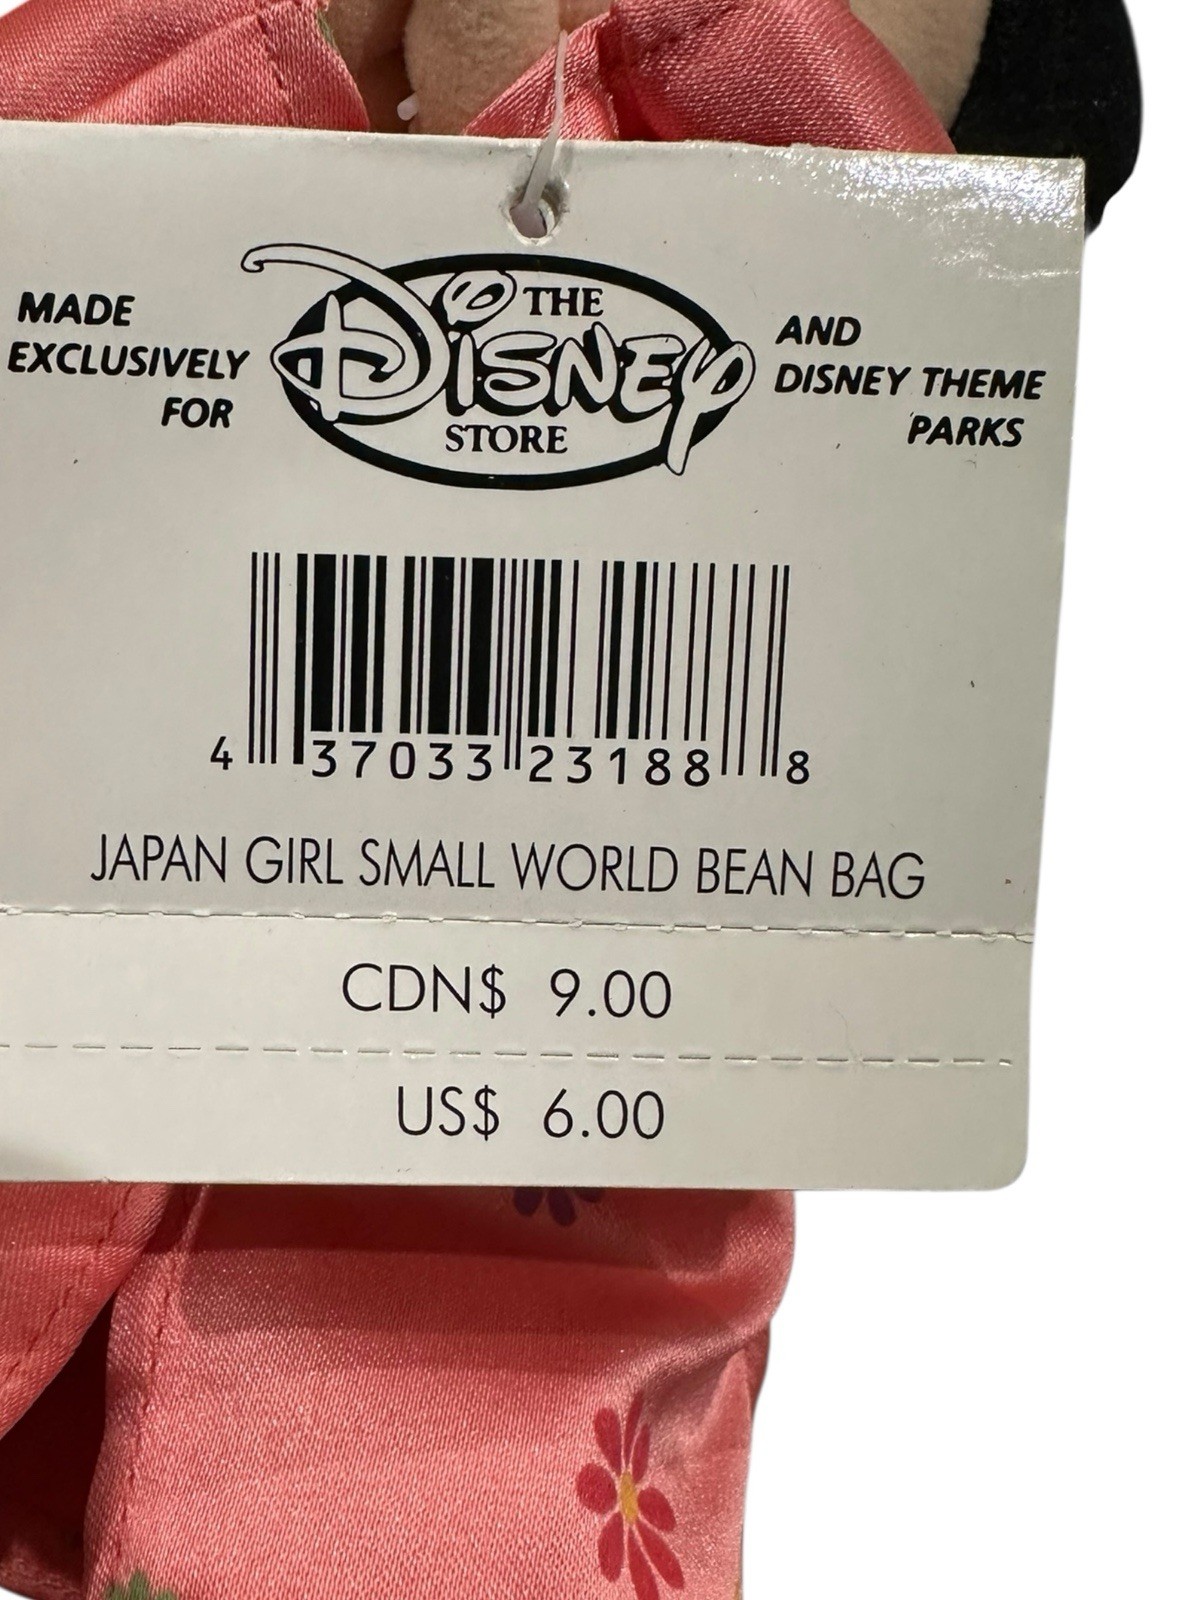 MADE
EXCLUSIVELY
FOR
THE
DISNEY
STORE
AND
DISNEY THEME
PARKS
4 37033 23188 8
JAPAN GIRL SMALL WORLD BEAN BAG
CDN$ 9.00
US$ 6.00